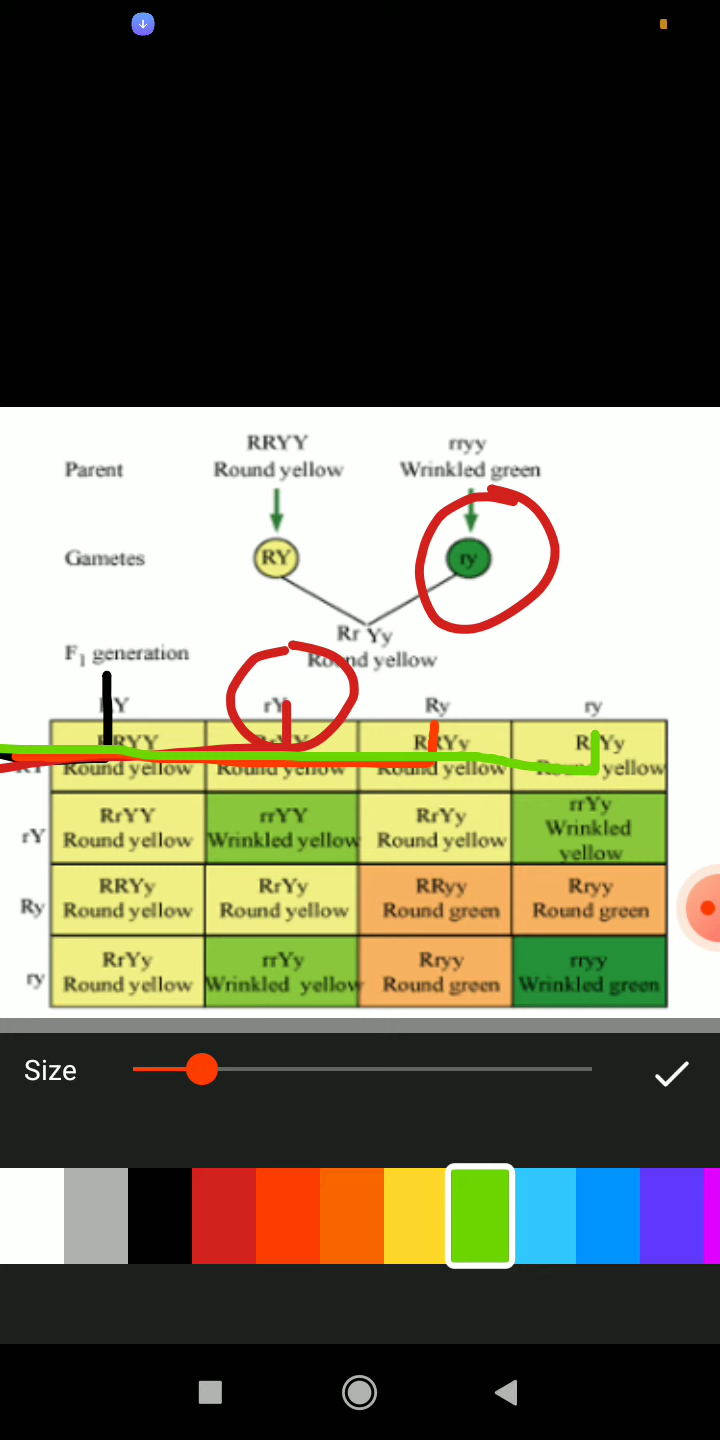 RRYY rryy
Parent Round yellow Wrinkled green
Gametes RY ry
Rr Yy
F₁ generation Round yellow
rY Ry ry
RRYy
Round yellow Round yellow Round yellow yellow
RrYY rrYY RrYy rrYy
rY Round yellow Wrinkled yellow Round yellow Wrinkled
yellow
RRYy RrYy RRyy Rryy
Ry Round yellow Round yellow Round green Round green
RrYy rrYy Rryy rryy
ry Round yellow Wrinkled yellow Round green Wrinkled green
Size